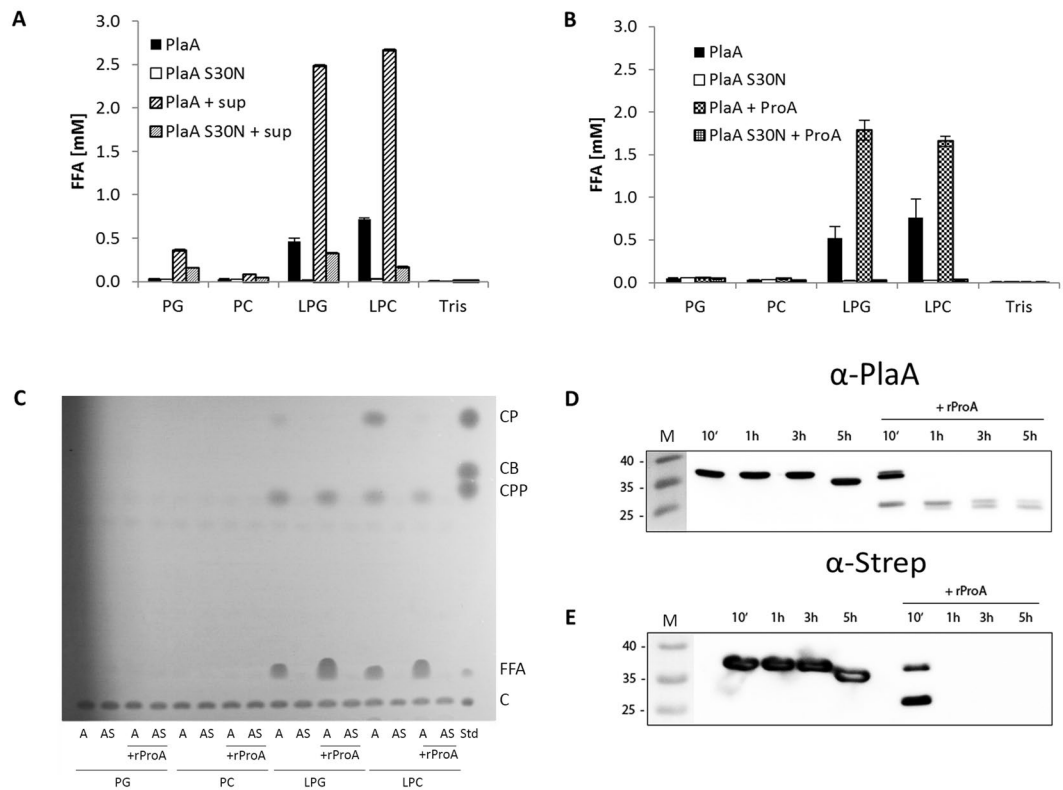 A
3.0
2.5
2.0
1.5
1.0
0.5
0.0
FFA [mM]
PlaA
PlaA S30N
PlaA + sup
PlaA S30N + sup
PG PC LPG LPC Tris
B
3.0
2.5
2.0
1.5
1.0
0.5
0.0
FFA [mM]
PlaA
PlaA S30N
PlaA + ProA
PlaA S30N + ProA
PG PC LPG LPC Tris
C
CP
CB
CPP
FFA
C
A AS A AS A AS A AS A AS A AS A AS A AS Std
+rProA +rProA +rProA +rProA
PG PC LPG LPC
α-PlaA
D
+ rProA
M 10′ 1h 3h 5h 10′ 1h 3h 5h
40 -
35 -
25 -
α-Strep
E
+ rProA
M 10′ 1h 3h 5h 10′ 1h 3h 5h
40 -
35 -
25 -